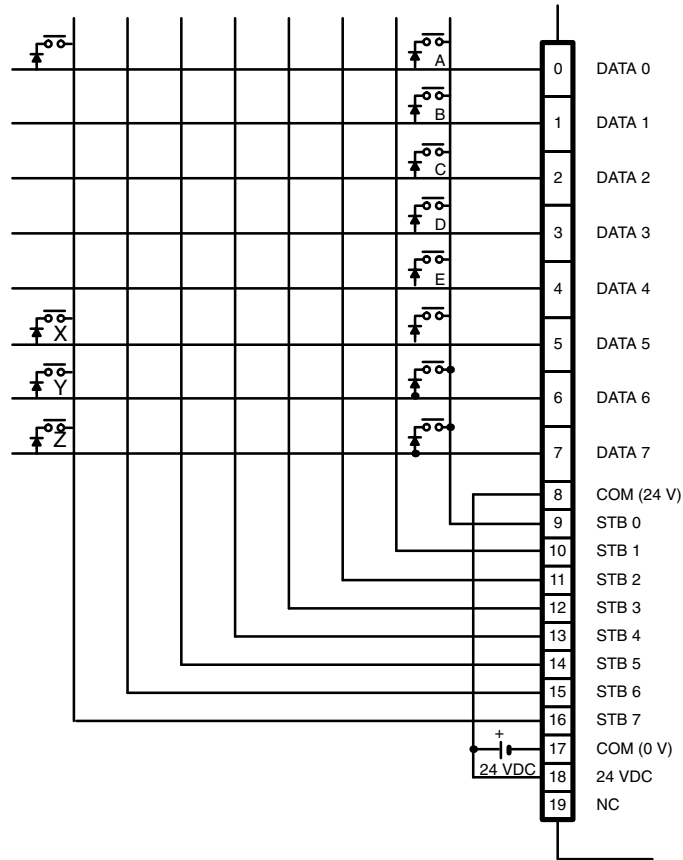 A 0 DATA 0
B 1 DATA 1
C 2 DATA 2
D 3 DATA 3
E 4 DATA 4
X 5 DATA 5
Y 6 DATA 6
Z 7 DATA 7
8 COM (24 V)
9 STB 0
10 STB 1
11 STB 2
12 STB 3
13 STB 4
14 STB 5
15 STB 6
16 STB 7
+ 17 COM (0 V)
24 VDC 18 24 VDC
19 NC